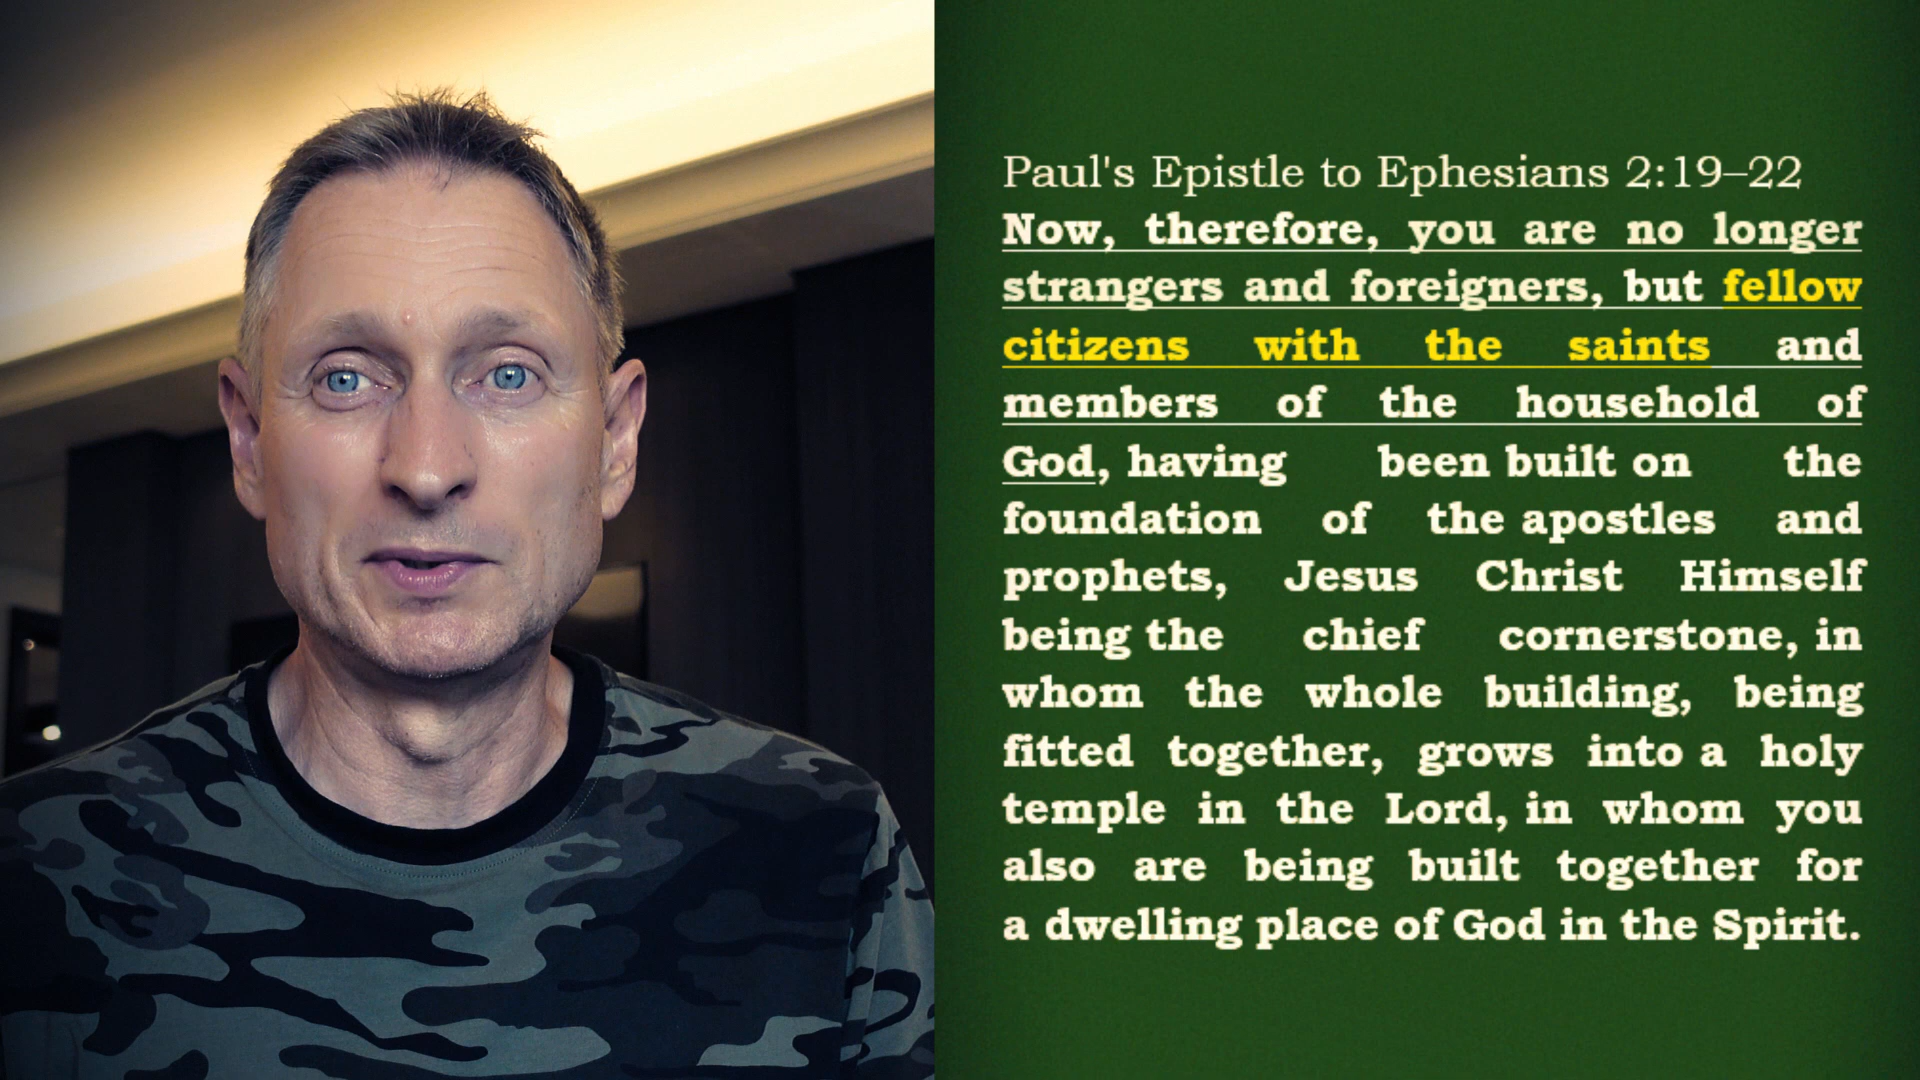 Paul's Epistle to Ephesians 2:19–22
Now, therefore, you are no longer
strangers and foreigners, but fellow
citizens with the saints and
members of the household of
God, having been built on the
foundation of the apostles and
prophets, Jesus Christ Himself
being the chief cornerstone, in
whom the whole building, being
fitted together, grows into a holy
temple in the Lord, in whom you
also are being built together for
a dwelling place of God in the Spirit.